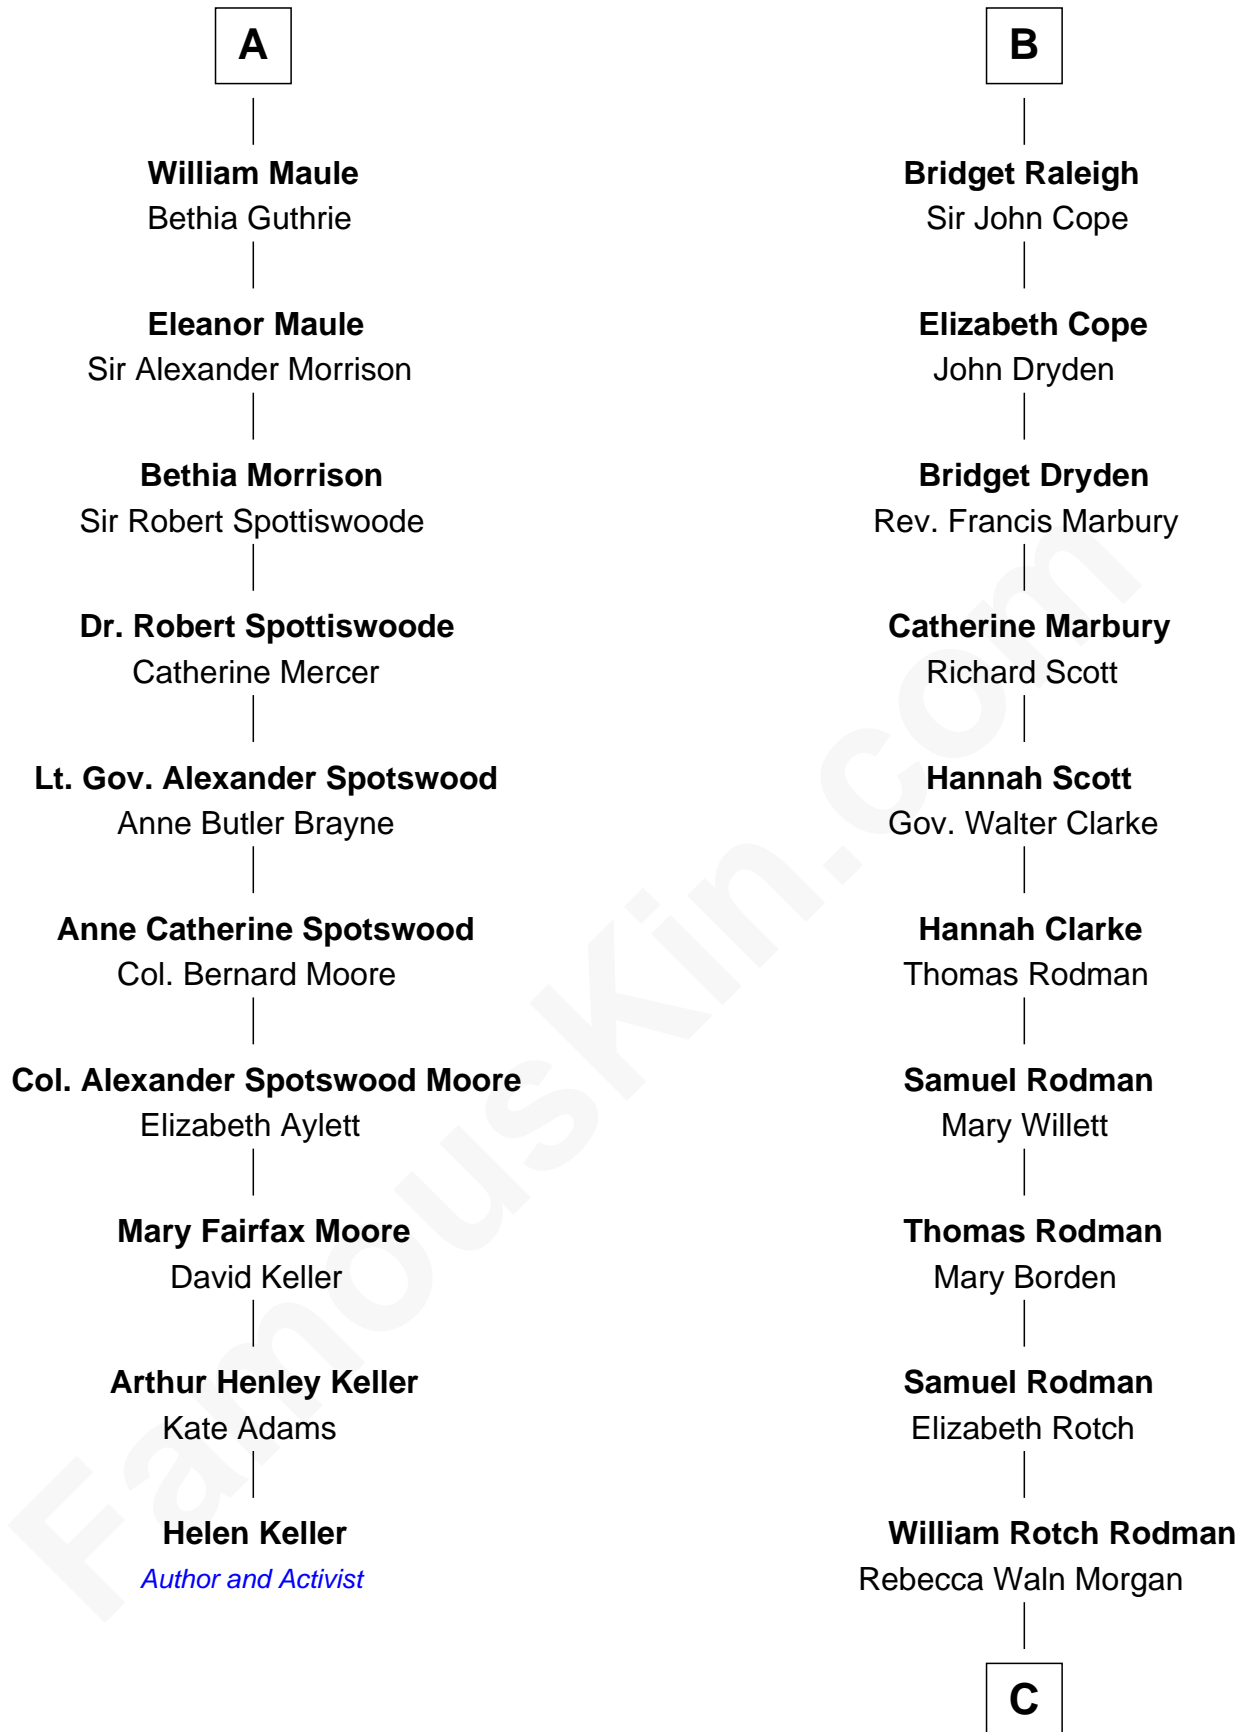 A
William Maule
Bethia Guthrie
Eleanor Maule
Sir Alexander Morrison
Bethia Morrison
Sir Robert Spottiswoode
Dr. Robert Spottiswoode
Catherine Mercer
Lt. Gov. Alexander Spotswood
Anne Butler Brayne
Anne Catherine Spotswood
Col. Bernard Moore
Col. Alexander Spotswood Moore
Elizabeth Aylett
Mary Fairfax Moore
David Keller
Arthur Henley Keller
Kate Adams
Helen Keller
Author and Activist
B
Bridget Raleigh
Sir John Cope
Elizabeth Cope
John Dryden
Bridget Dryden
Rev. Francis Marbury
Catherine Marbury
Richard Scott
Hannah Scott
Gov. Walter Clarke
Hannah Clarke
Thomas Rodman
Samuel Rodman
Mary Willett
Thomas Rodman
Mary Borden
Samuel Rodman
Elizabeth Rotch
William Rotch Rodman
Rebecca Waln Morgan
C
FamousKin.com